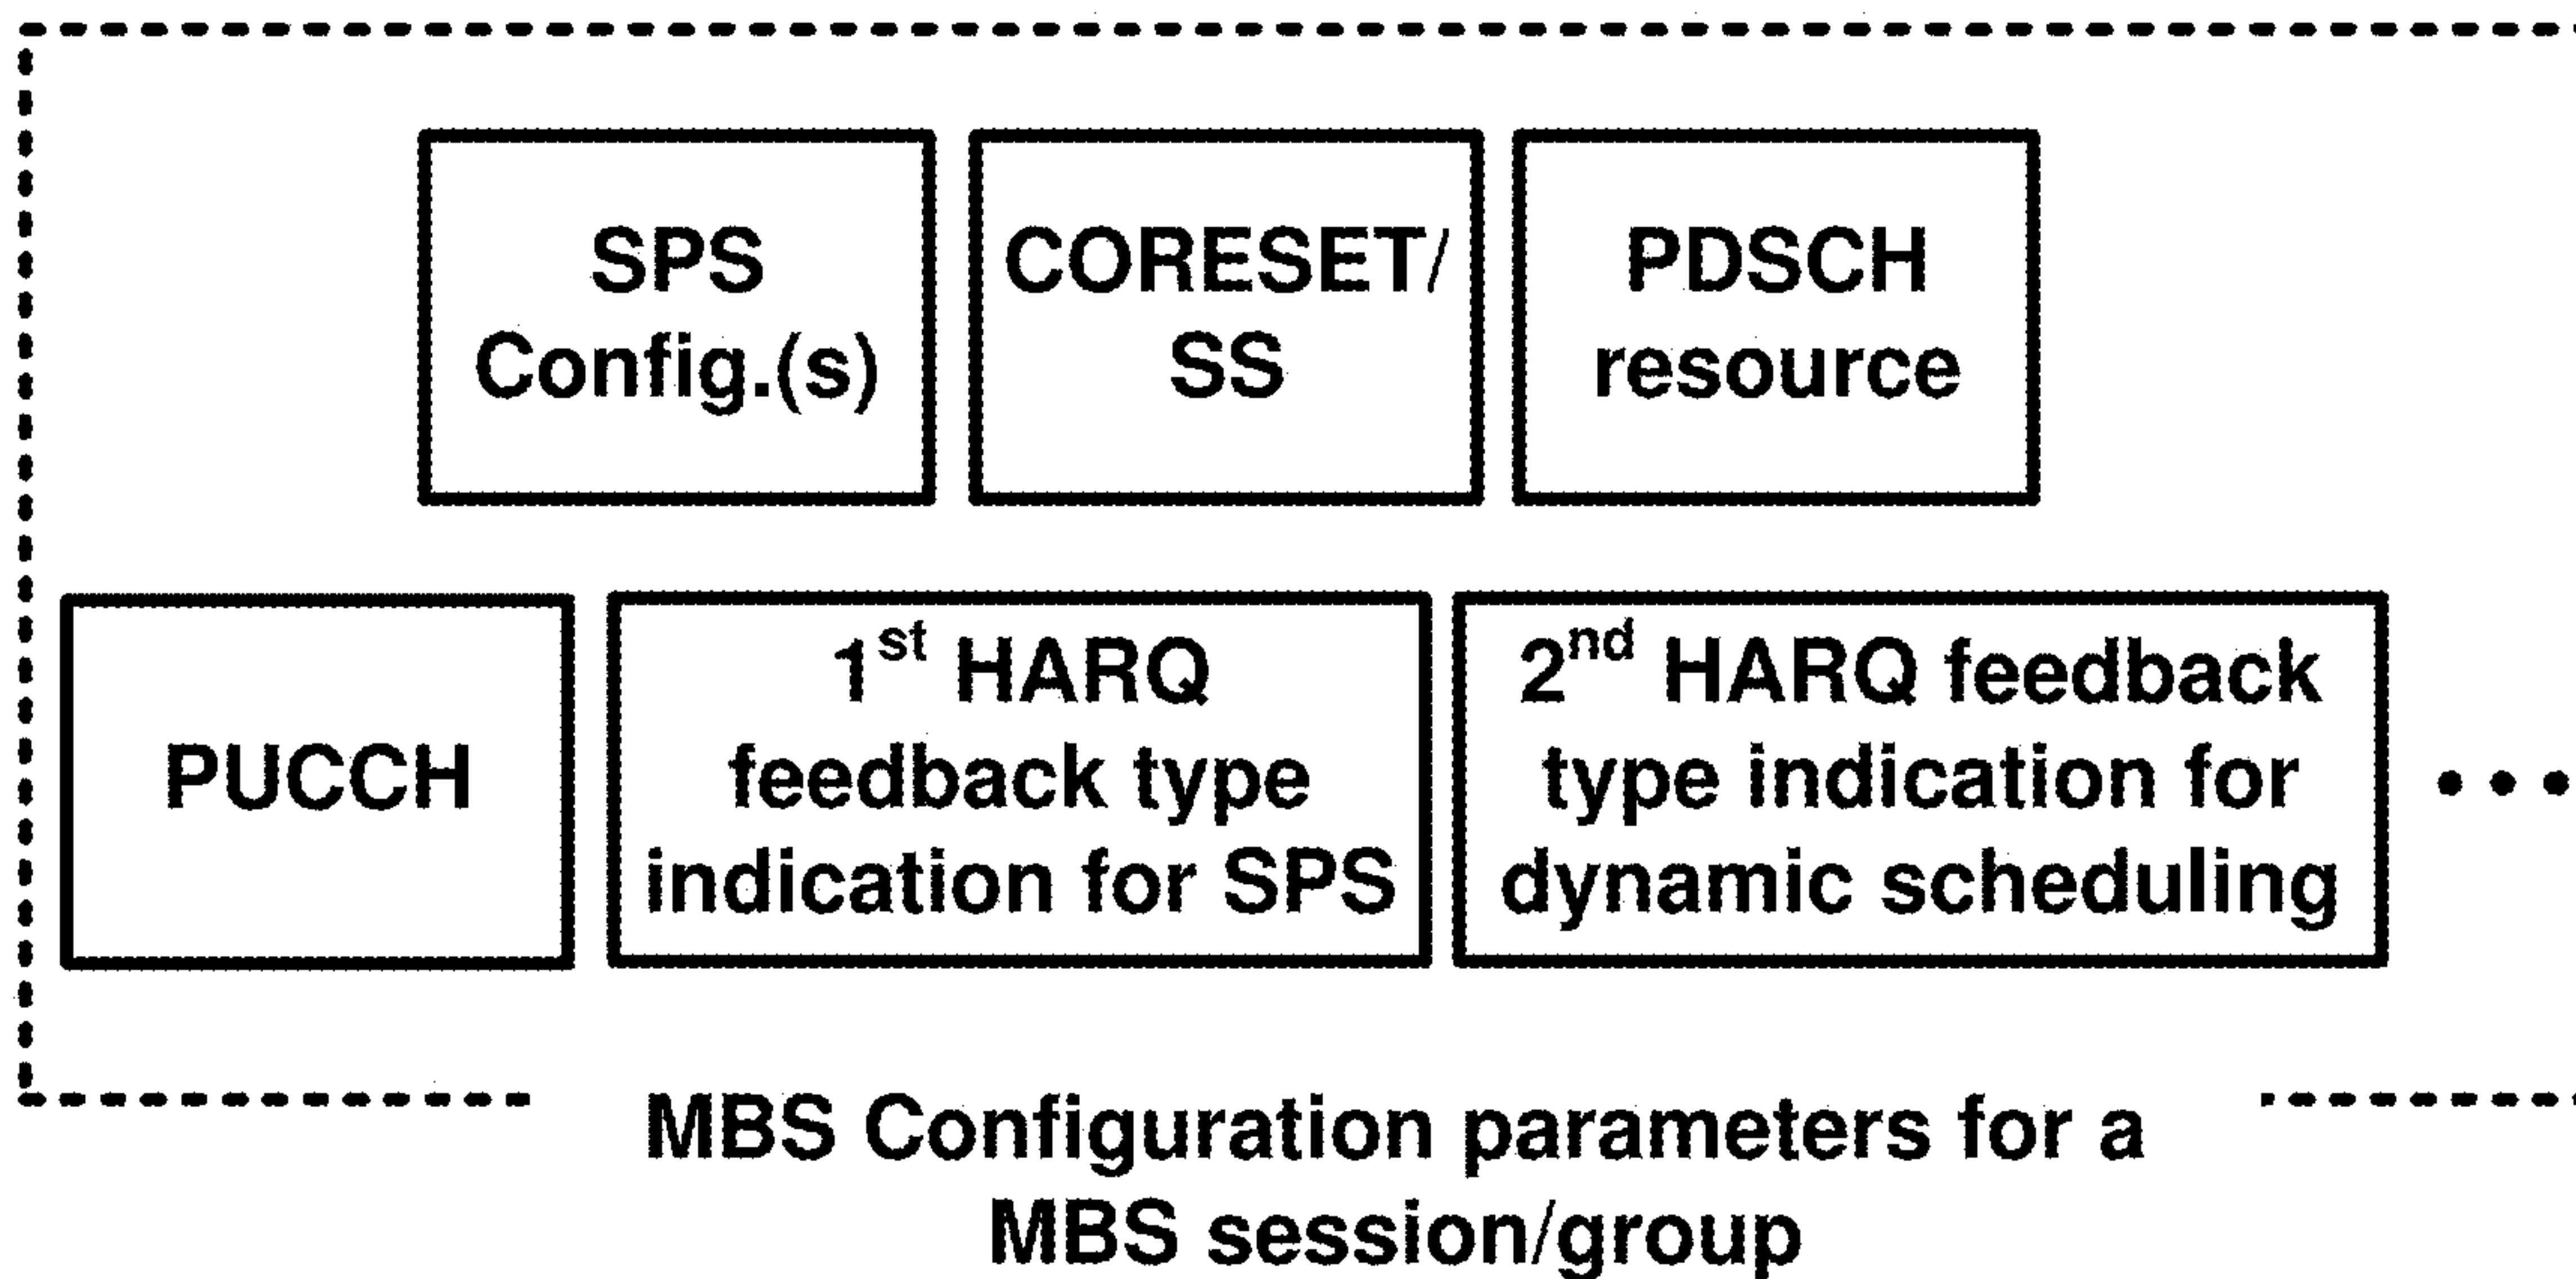 SPS
Config.(s)
CORESET/
SS
PDSCH
resource
PUCCH
1st HARQ
feedback type
indication for SPS
2nd HARQ feedback
type indication for
dynamic scheduling
• • •
MBS Configuration parameters for a
MBS session/group